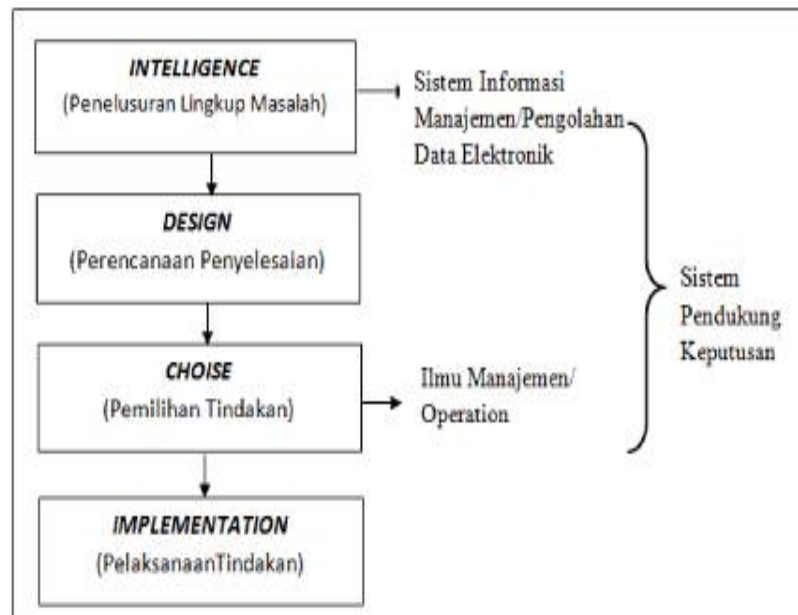 INTELLIGENCE
(Penelusuran Lingkup Masalah)
Sistem Informasi
Manajemen/Pengolahan
Data Elektronik
DESIGN
(Perencanaan Penyelesaian)
Sistem
Pendukung
Keputusan
CHOISE
(Pemilihan Tindakan)
Ilmu Manajemen/
Operation
IMPLEMENTATION
(PelaksanaanTindakan)